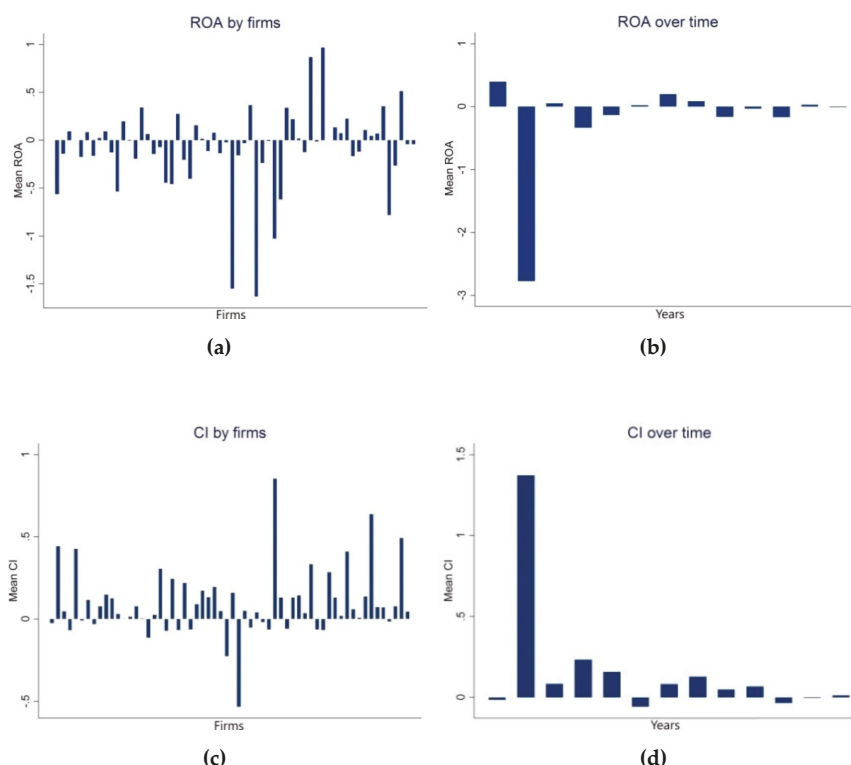 ROA by firms
Mean ROA
1
.5
0
-.5
-1
-1.5
Firms
(a)
ROA over time
Mean ROA
1
0
-1
-2
-3
Years
(b)
CI by firms
Mean CI
1
.5
0
-.5
Firms
(c)
CI over time
Mean CI
1.5
1
.5
0
Years
(d)